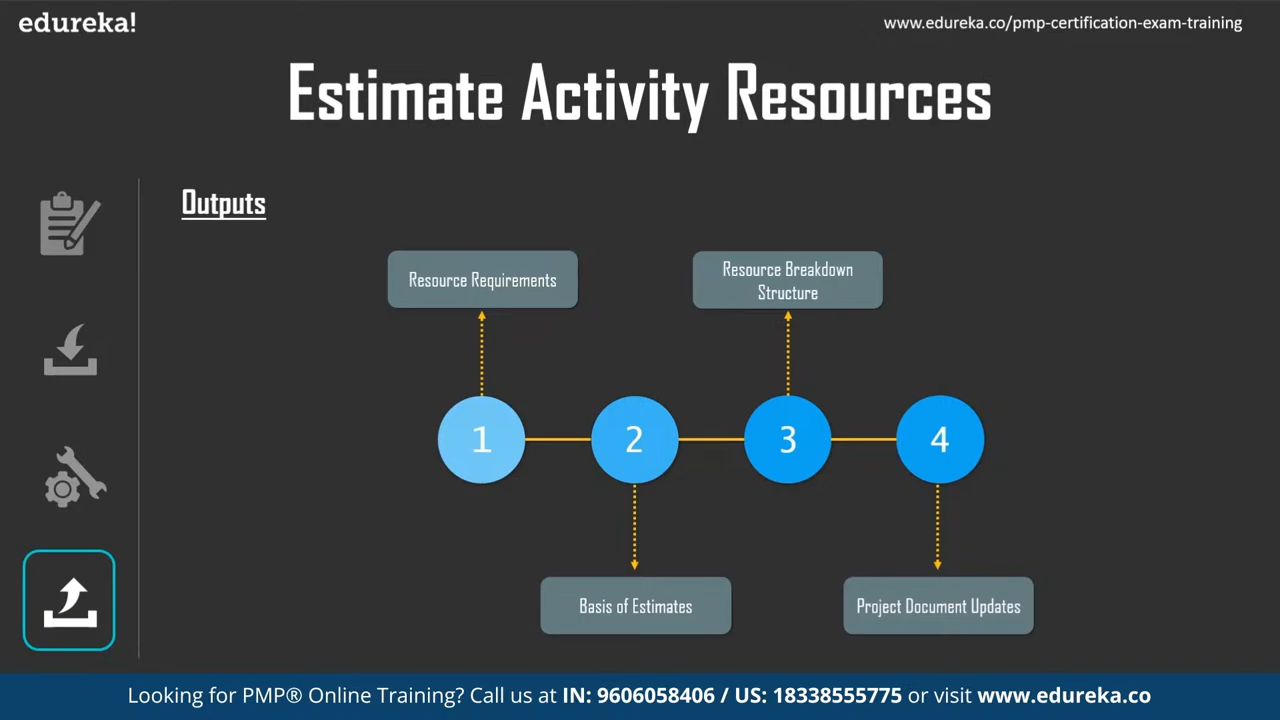 edureka!
www.edureka.co/pmp-certification-exam-training
Estimate Activity Resources
Outputs
Resource Requirements
Resource Breakdown
Structure
1
2
3
4
Basis of Estimates
Project Document Updates
Looking for PMP® Online Training? Call us at IN: 9606058406 / US: 18338555775 or visit www.edureka.co